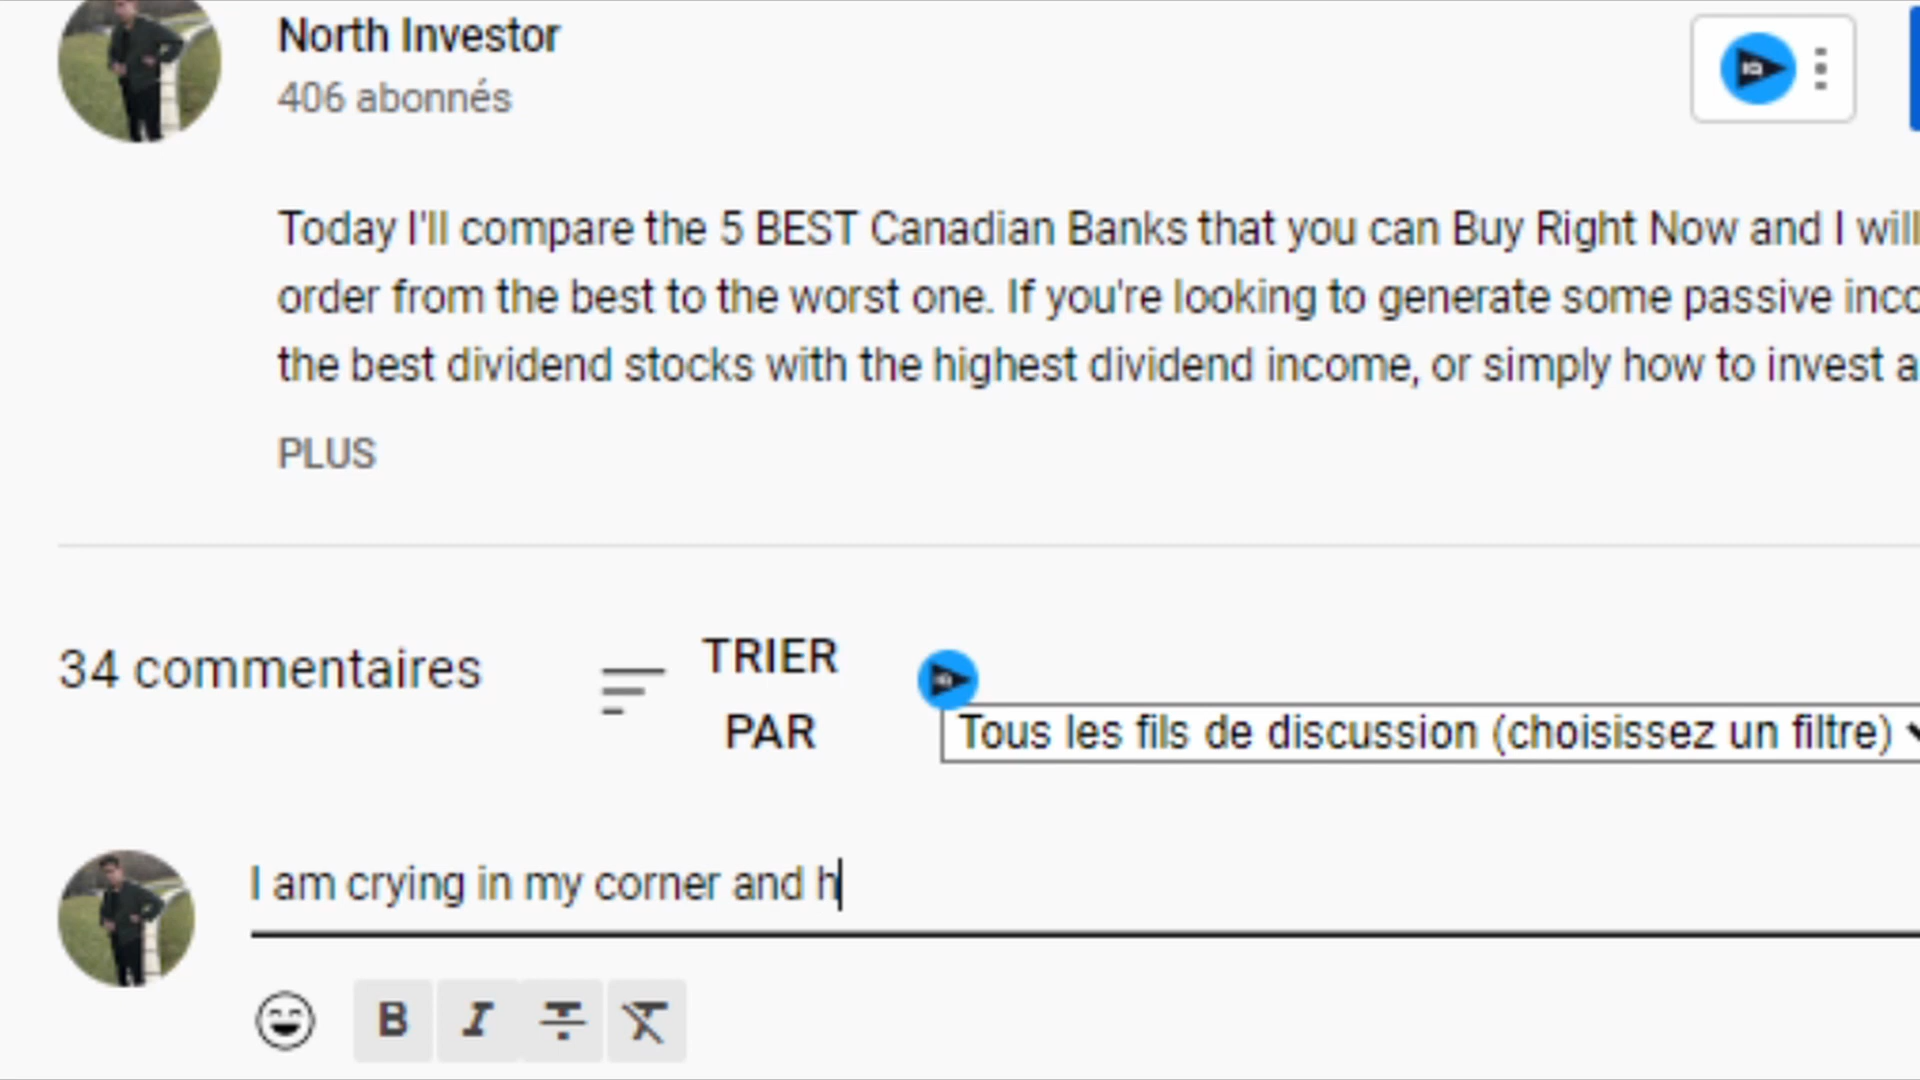 North Investor
406 abonnés
Today I'll compare the 5 BEST Canadian Banks that you can Buy Right Now and I will
order from the best to the worst one. If you're looking to generate some passive inco
the best dividend stocks with the highest dividend income, or simply how to invest a
PLUS
34 commentaires
TRIER
PAR
Tous les fils de discussion (choisissez un filtre)
I am crying in my corner and h
B I T T